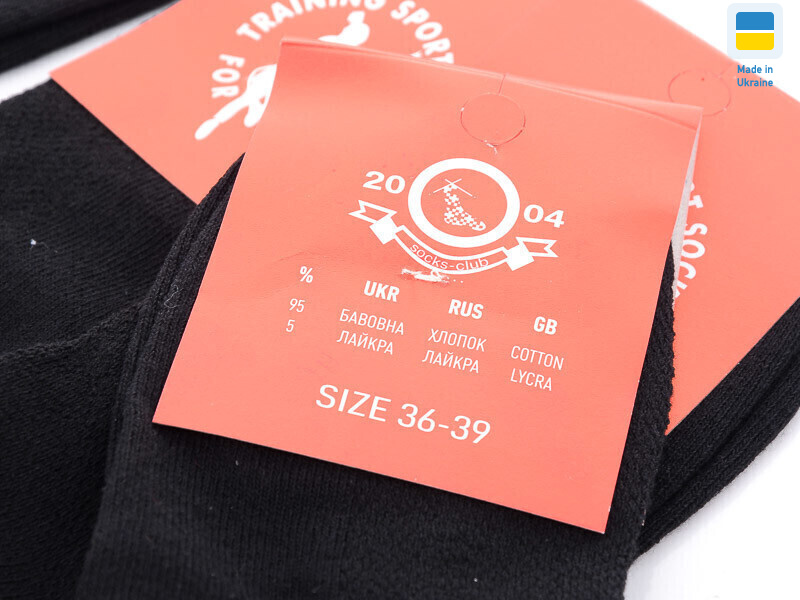 FOR TRAINING SPORT
Made in
Ukraine
20 04
socks-club
% UKR RUS GB
95 БАВОВНА ХЛОПОК COTTON
5 ЛАЙКРА ЛАЙКРА LYCRA
SIZE 36-39